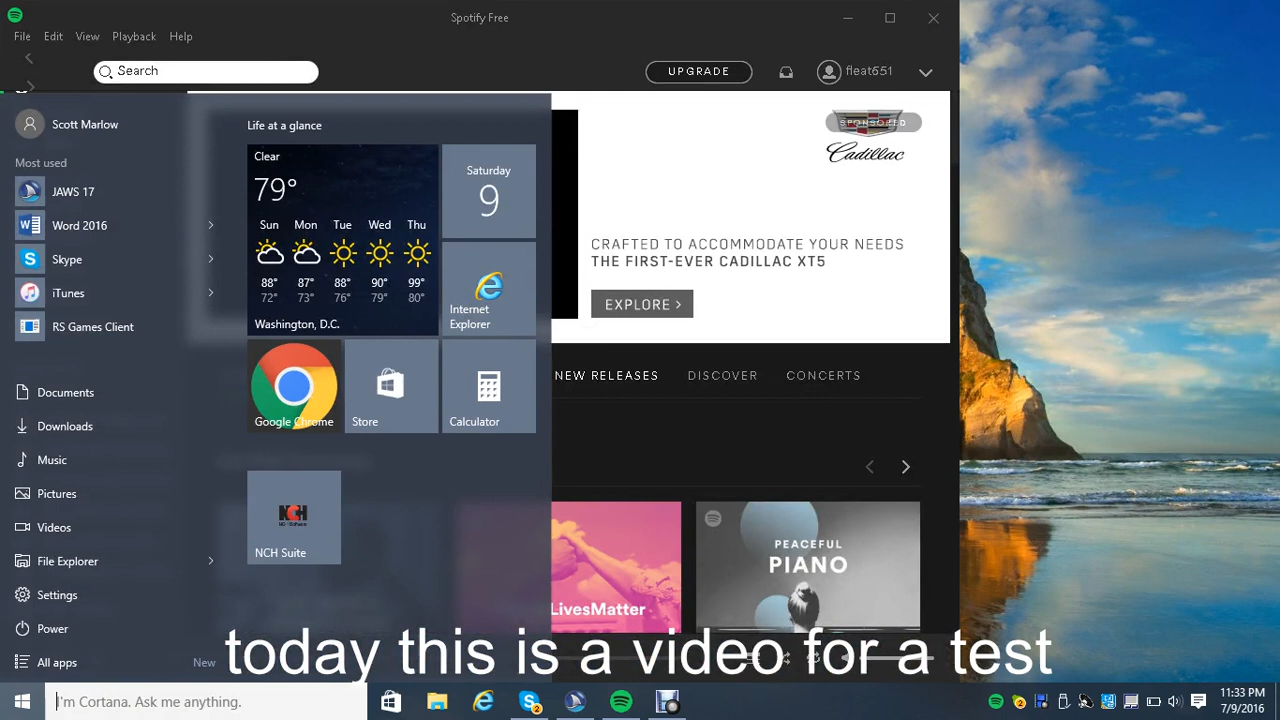 Spotify Free
File Edit View Playback Help
Search
UPGRADE
fleat651
Scott Marlow
Most used
JAWS 17
Word 2016
Skype
iTunes
RS Games Client
Documents
Downloads
Music
Pictures
Videos
File Explorer
Settings
Power
All apps
New
Life at a glance
Clear
79°
Sun Mon Tue Wed Thu
88° 87° 88° 90° 99°
72° 73° 76° 79° 80°
Washington, D.C.
Saturday
9
Internet
Explorer
Google Chrome
Store
Calculator
NCH
NCH Suite
SPONSORED
Cadillac
CRAFTED TO ACCOMMODATE YOUR NEEDS
THE FIRST-EVER CADILLAC XT5
EXPLORE >
NEW RELEASES DISCOVER CONCERTS
LivesMatter
PEACEFUL
PIANO
today this is a video for a test
I'm Cortana. Ask me anything.
2
2
11:33 PM
7/9/2016